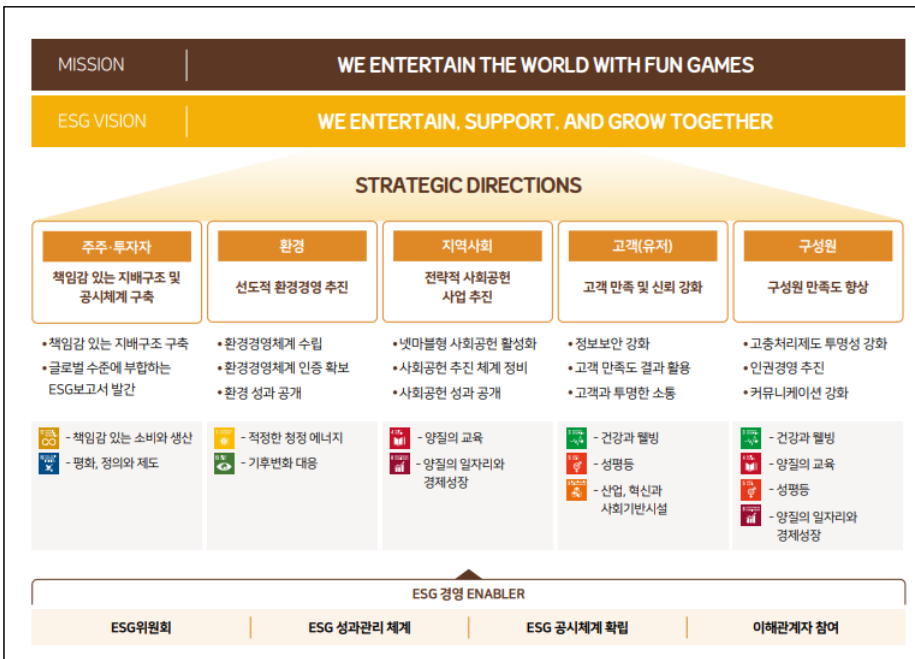 MISSION
WE ENTERTAIN THE WORLD WITH FUN GAMES
ESG VISION
WE ENTERTAIN, SUPPORT, AND GROW TOGETHER
STRATEGIC DIRECTIONS
주주·투자자
책임감 있는 지배구조 및
공시체계 구축
• 책임감 있는 지배구조 구축
• 글로벌 수준에 부합하는
ESG보고서 발간
- 책임감 있는 소비와 생산
- 평화, 정의와 제도
환경
선도적 환경경영 추진
• 환경경영체계 수립
• 환경경영체계 인증 확보
• 환경 성과 공개
- 적정한 청정 에너지
- 기후변화 대응
지역사회
전략적 사회공헌
사업 추진
• 넷마블형 사회공헌 활성화
• 사회공헌 추진 체계 정비
• 사회공헌 성과 공개
- 양질의 교육
- 양질의 일자리와
경제성장
고객(유저)
고객 만족 및 신뢰 강화
• 정보보안 강화
• 고객 만족도 결과 활용
• 고객과 투명한 소통
- 건강과 웰빙
- 성평등
- 산업, 혁신과
사회기반시설
구성원
구성원 만족도 향상
• 고충처리제도 투명성 강화
• 인권경영 추진
• 커뮤니케이션 강화
- 건강과 웰빙
- 양질의 교육
- 성평등
- 양질의 일자리와
경제성장
ESG 경영 ENABLER
ESG위원회
ESG 성과관리 체계
ESG 공시체계 확립
이해관계자 참여